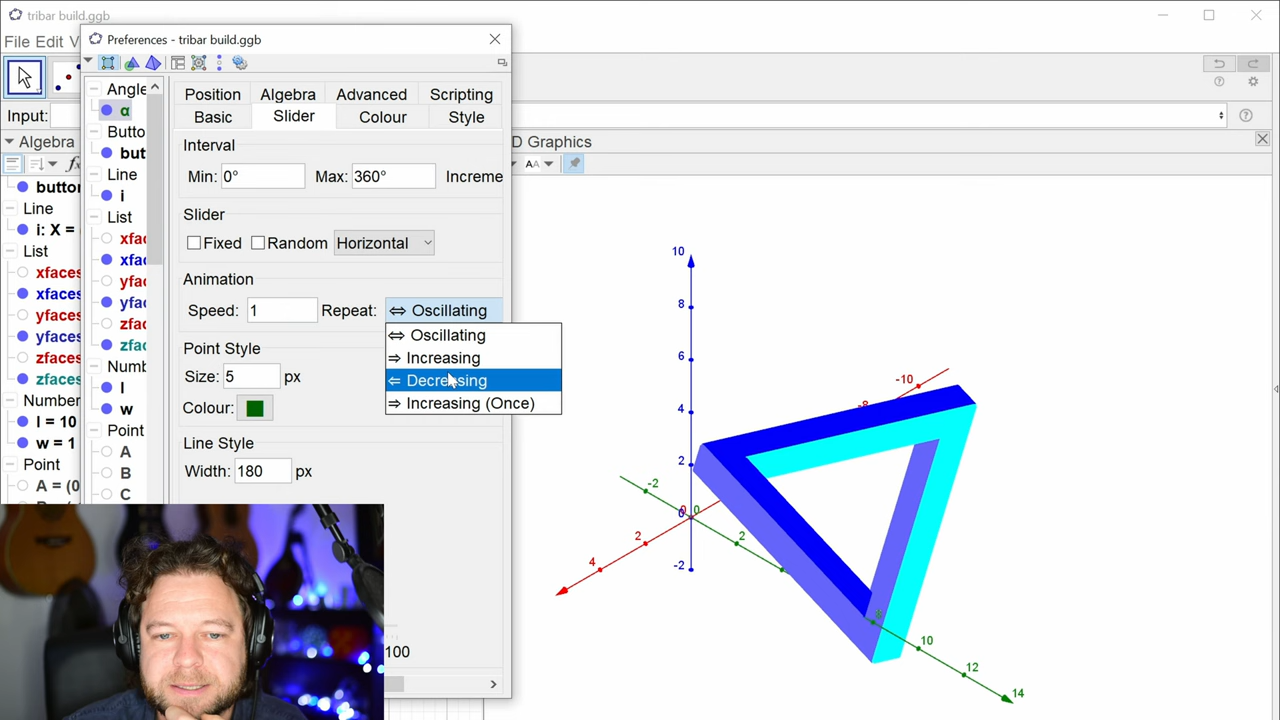 tribar build.ggb
Preferences - tribar build.ggb
File Edit V
Input:
Algebra
D Graphics
AA
fx
button
Line
i: X =
List
xfaces
xfaces
yfaces
yfaces
zfaces
zfaces
Number
l = 10
w = 1
Point
A = (0
Angle
α
Butto
but
Line
i
List
xfac
xfac
yfac
yfac
zfac
zfac
Numb
l
w
Point
A
B
C
Position Algebra Advanced Scripting
Basic Slider Colour Style
Interval
Min: 0° Max: 360° Increme
Slider
Fixed Random Horizontal
Animation
Speed: 1 Repeat: ⇔ Oscillating
⇔ Oscillating
⇒ Increasing
⇐ Decreasing
⇒ Increasing (Once)
Point Style
Size: 5 px
Colour:
Line Style
Width: 180 px
100
10
8
6
4
2
0
-2
-10
-8
0
2
4
-2
0
2
8
10
12
14